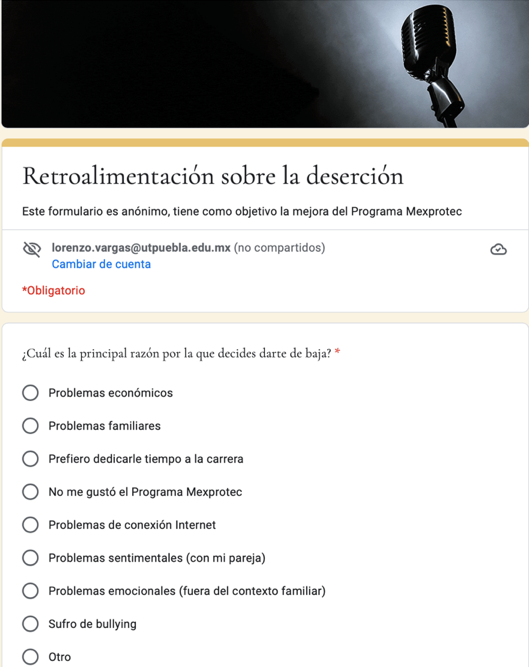 Retroalimentación sobre la deserción
Este formulario es anónimo, tiene como objetivo la mejora del Programa Mexprotec
lorenzo.vargas@utpuebla.edu.mx (no compartidos)
Cambiar de cuenta
*Obligatorio
¿Cuál es la principal razón por la que decides darte de baja? *
Problemas económicos
Problemas familiares
Prefiero dedicarle tiempo a la carrera
No me gustó el Programa Mexprotec
Problemas de conexión Internet
Problemas sentimentales (con mi pareja)
Problemas emocionales (fuera del contexto familiar)
Sufro de bullying
Otro